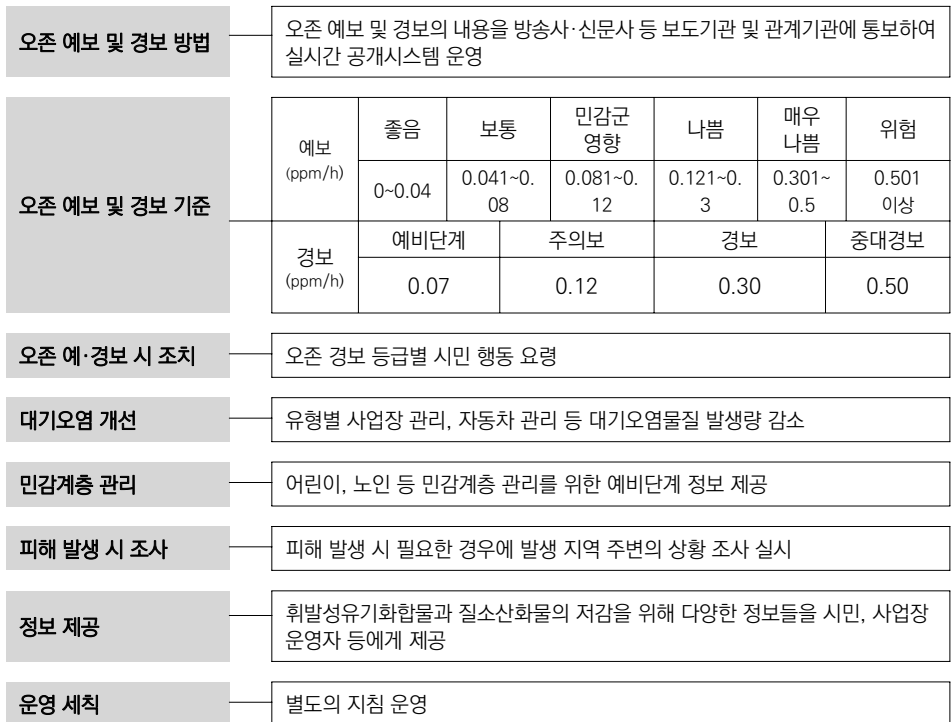 오존 예보 및 경보 방법
오존 예보 및 경보의 내용을 방송사·신문사 등 보도기관 및 관계기관에 통보하여
실시간 공개시스템 운영
오존 예보 및 경보 기준
예보
(ppm/h)
좋음
보통
민감군
영향
나쁨
매우
나쁨
위험
0~0.04
0.041~0.
08
0.081~0.
12
0.121~0.
3
0.301~
0.5
0.501
이상
경보
(ppm/h)
예비단계
주의보
경보
중대경보
0.07
0.12
0.30
0.50
오존 예·경보 시 조치
오존 경보 등급별 시민 행동 요령
대기오염 개선
유형별 사업장 관리, 자동차 관리 등 대기오염물질 발생량 감소
민감계층 관리
어린이, 노인 등 민감계층 관리를 위한 예비단계 정보 제공
피해 발생 시 조사
피해 발생 시 필요한 경우에 발생 지역 주변의 상황 조사 실시
정보 제공
휘발성유기화합물과 질소산화물의 저감을 위해 다양한 정보들을 시민, 사업장
운영자 등에게 제공
운영 세칙
별도의 지침 운영